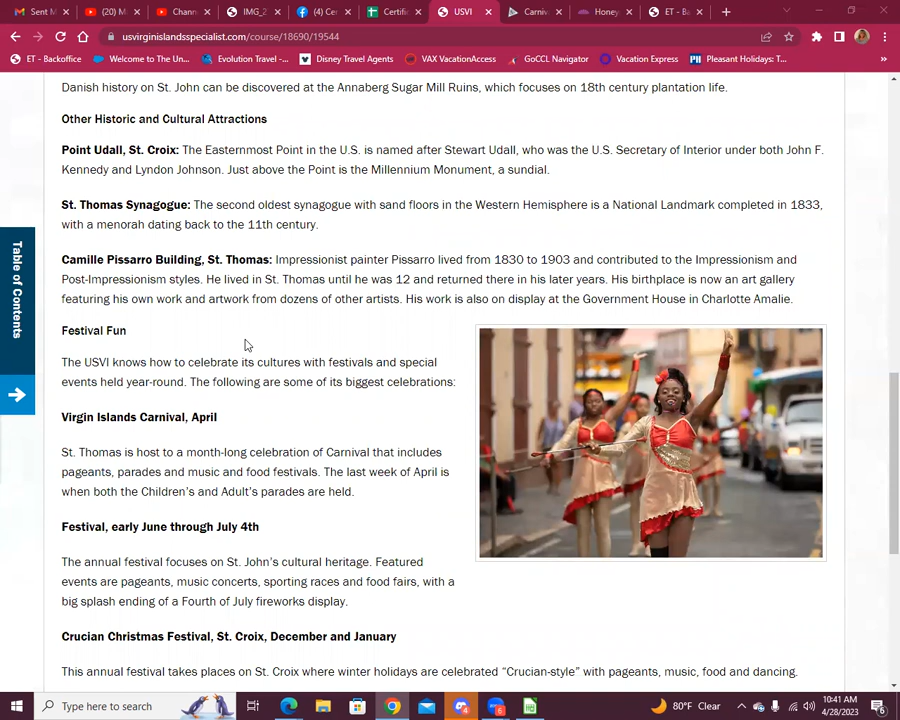 Sent M
(20) M
Chann
IMG_2
(4) Ce
Certific
USVI
Carniv
Honey
ET - Ba
usvirginislandsspecialist.com/course/18690/19544
ET - Backoffice
Welcome to The Un...
Evolution Travel -...
Disney Travel Agents
VAX VacationAccess
GoCCL Navigator
Vacation Express
Pleasant Holidays: T...
Danish history on St. John can be discovered at the Annaberg Sugar Mill Ruins, which focuses on 18th century plantation life.
Other Historic and Cultural Attractions
Point Udall, St. Croix: The Easternmost Point in the U.S. is named after Stewart Udall, who was the U.S. Secretary of Interior under both John F.
Kennedy and Lyndon Johnson. Just above the Point is the Millennium Monument, a sundial.
St. Thomas Synagogue: The second oldest synagogue with sand floors in the Western Hemisphere is a National Landmark completed in 1833,
with a menorah dating back to the 11th century.
Camille Pissarro Building, St. Thomas: Impressionist painter Pissarro lived from 1830 to 1903 and contributed to the Impressionism and
Post-Impressionism styles. He lived in St. Thomas until he was 12 and returned there in his later years. His birthplace is now an art gallery
featuring his own work and artwork from dozens of other artists. His work is also on display at the Government House in Charlotte Amalie.
Table of Contents
Festival Fun
The USVI knows how to celebrate its cultures with festivals and special
events held year-round. The following are some of its biggest celebrations:
Virgin Islands Carnival, April
St. Thomas is host to a month-long celebration of Carnival that includes
pageants, parades and music and food festivals. The last week of April is
when both the Children's and Adult's parades are held.
Festival, early June through July 4th
The annual festival focuses on St. John's cultural heritage. Featured
events are pageants, music concerts, sporting races and food fairs, with a
big splash ending of a Fourth of July fireworks display.
Crucian Christmas Festival, St. Croix, December and January
This annual festival takes places on St. Croix where winter holidays are celebrated "Crucian-style" with pageants, music, food and dancing.
Type here to search
80°F Clear
10:41 AM
4/28/2023